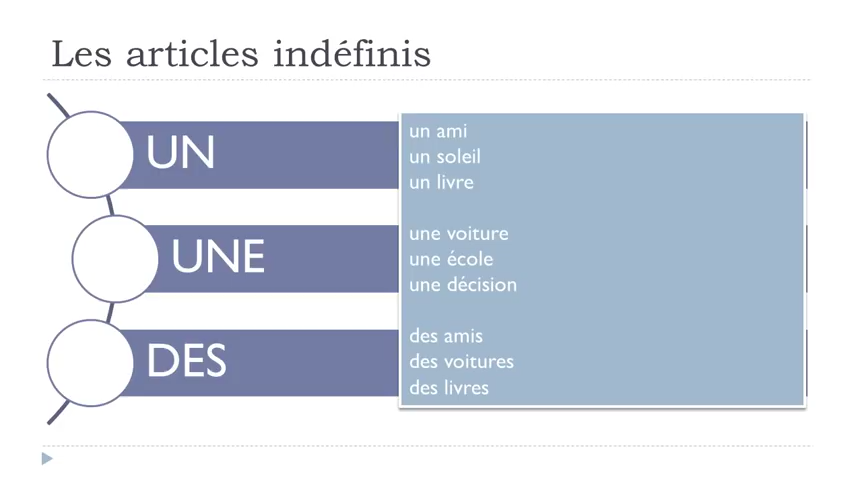 Les articles indéfinis
UN
un ami
un soleil
un livre
UNE
une voiture
une école
une décision
DES
des amis
des voitures
des livres